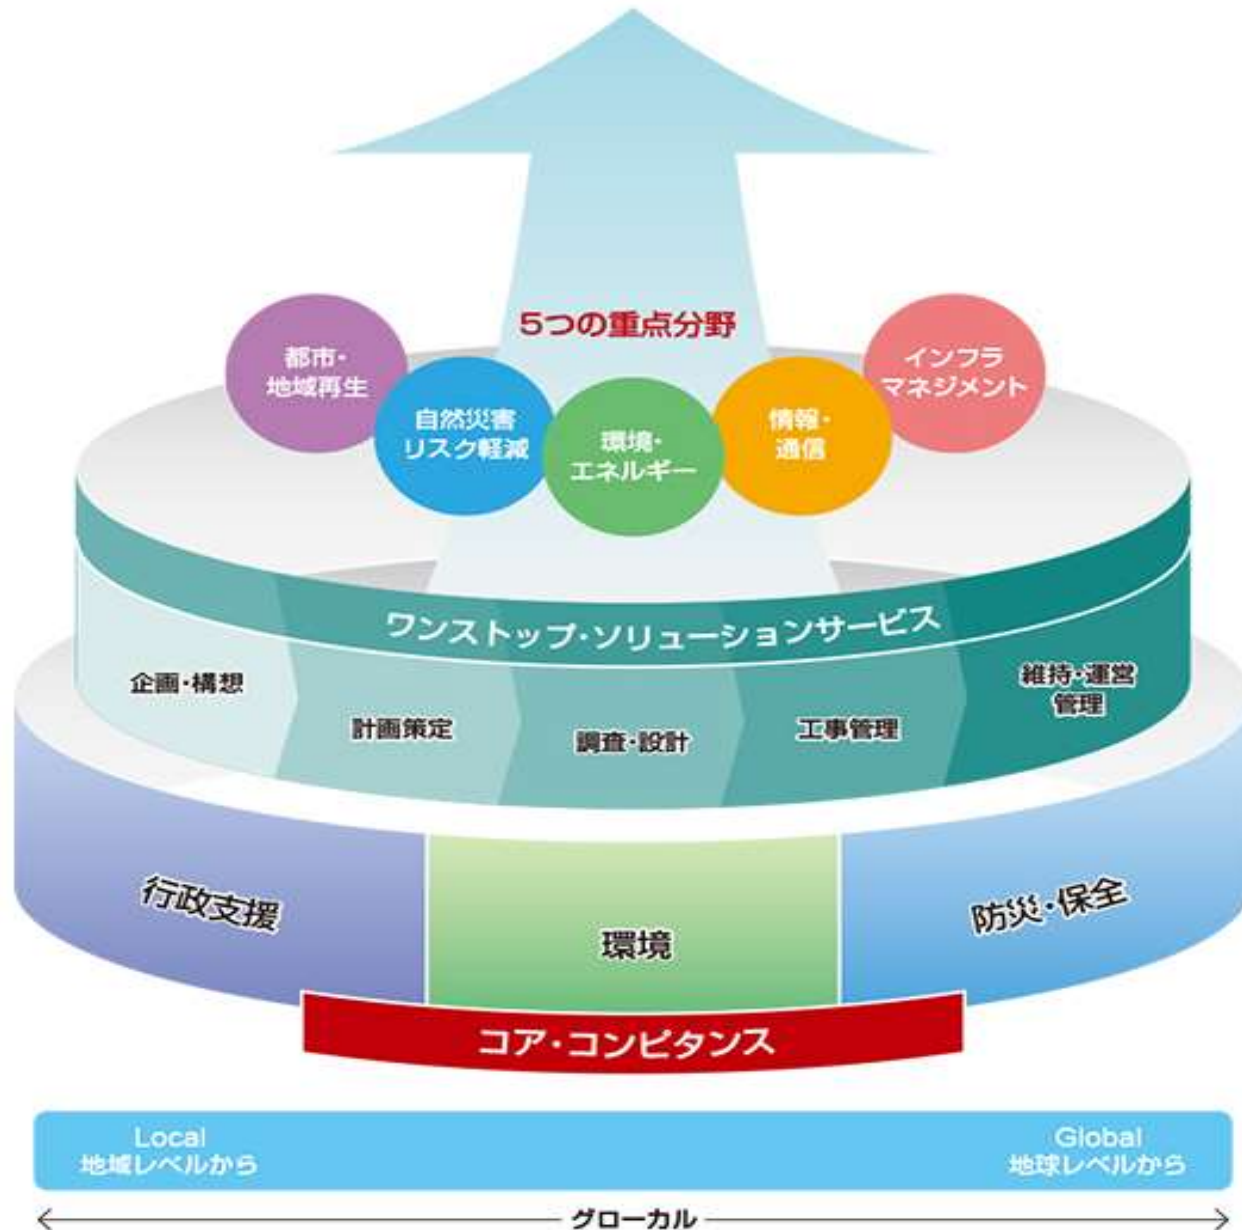 5つの重点分野
都市・
地域再生
自然災害
リスク軽減
環境・
エネルギー
情報・
通信
インフラ
マネジメント
ワンストップ・ソリューションサービス
企画・構想
計画策定
調査・設計
工事管理
維持・運営
管理
行政支援
環境
防災・保全
コア・コンピタンス
Local
地域レベルから
Global
地球レベルから
グローカル